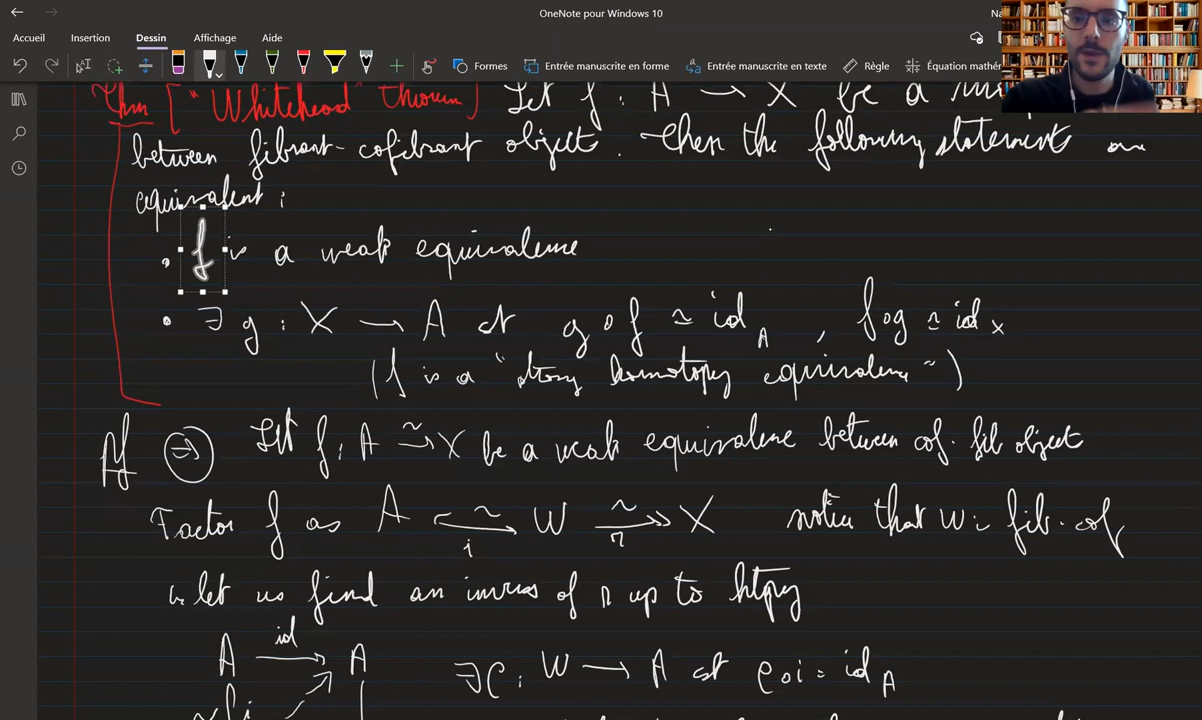 OneNote pour Windows 10
Accueil Insertion Dessin Affichage Aide
Formes Entrée manuscrite en forme Entrée manuscrite en texte Règle Équation mathé
Thm ["Whitehead" theorem] Let f : A → X be a
between fibrant-cofibrant objects. Then the following statement are
equivalent :
• f is a weak equivalence
• ∃ g : X → A st g ∘ f ≃ id_A , f∘g ≃ id_X
(f is a "strong homotopy equivalence")
Pf ⇒ Let f : A ~→ X be a weak equivalence between cof. fib object
Factor f as A ↪~ W ~↠ X notice that W is fib. cof
i
let us find an inverse of up to htpy
A id→ A ∃ρ : W → A st ρ∘i = id_A
~ i